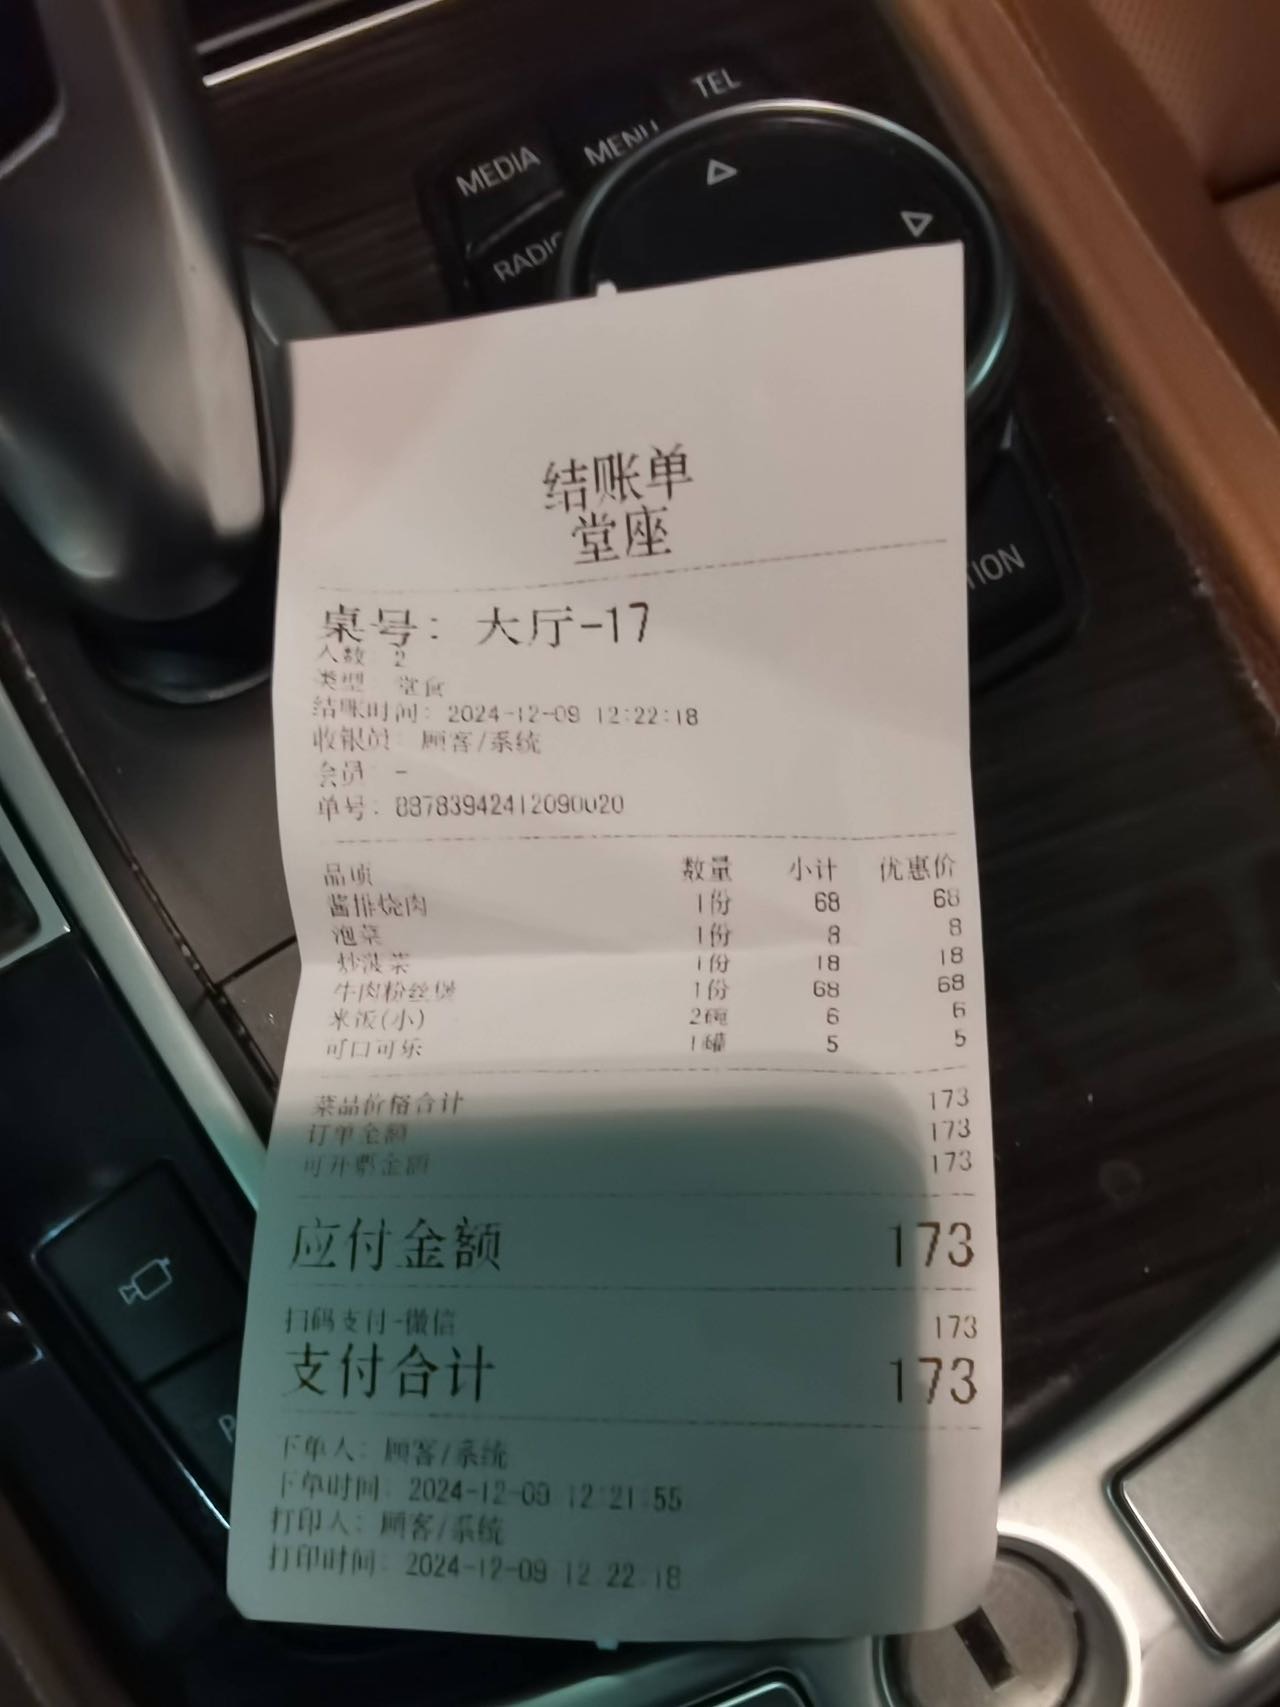 TEL
MEDIA
MENU
RADIO
TION
结账单
堂座
桌号: 大厅-17
人数: 2
类型: 堂食
结账时间: 2024-12-09 12:22:18
收银员: 顾客/系统
会员: -
单号: 88783942412090020
品项 数量 小计 优惠价
酱排烧肉 1份 68 68
泡菜 1份 8 8
炒菠菜 1份 18 18
牛肉粉丝煲 1份 68 68
米饭(小) 2碗 6 6
可口可乐 1罐 5 5
菜品价格合计 173
订单金额 173
可开票金额 173
应付金额 173
扫码支付-微信 173
支付合计 173
下单人: 顾客/系统
下单时间: 2024-12-09 12:21:55
打印人: 顾客/系统
打印时间: 2024-12-09 12:22:18